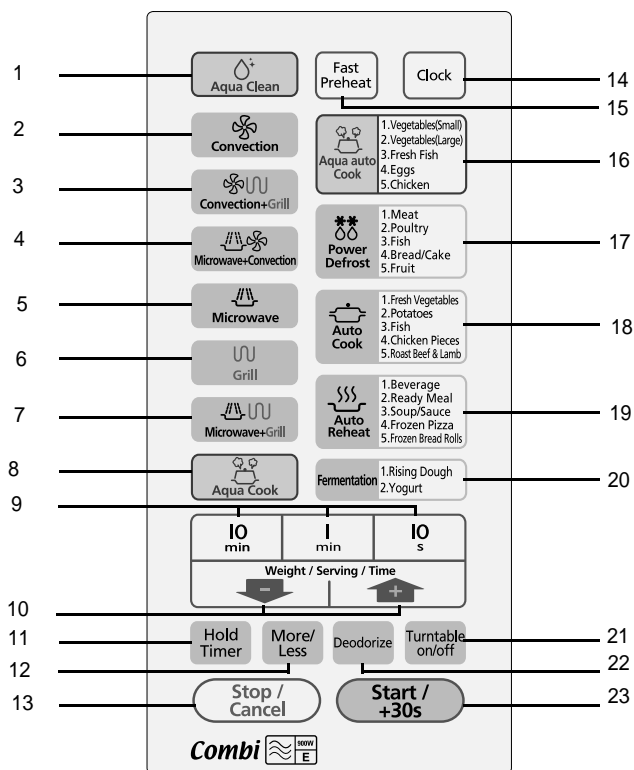 1
Aqua Clean
Fast
Preheat
Clock
14
15
2
Convection
Aqua auto
Cook
1.Vegetables(Small)
2.Vegetables(Large)
3.Fresh Fish
4.Eggs
5.Chicken
16
3
Convection+Grill
4
Microwave+Convection
Power
Defrost
1.Meat
2.Poultry
3.Fish
4.Bread/Cake
5.Fruit
17
5
Microwave
Auto
Cook
1.Fresh Vegetables
2.Potatoes
3.Fish
4.Chicken Pieces
5.Roast Beef & Lamb
18
6
Grill
7
Microwave+Grill
Auto
Reheat
1.Beverage
2.Ready Meal
3.Soup/Sauce
4.Frozen Pizza
5.Frozen Bread Rolls
19
8
Aqua Cook
Fermentation
1.Rising Dough
2.Yogurt
20
9
10 min
1 min
10 s
Weight / Serving / Time
- +
10
11
Hold
Timer
More/
Less
Deodorize
Turntable
on/off
21
12
22
13
Stop /
Cancel
Start /
+30s
23
Combi
900W
E